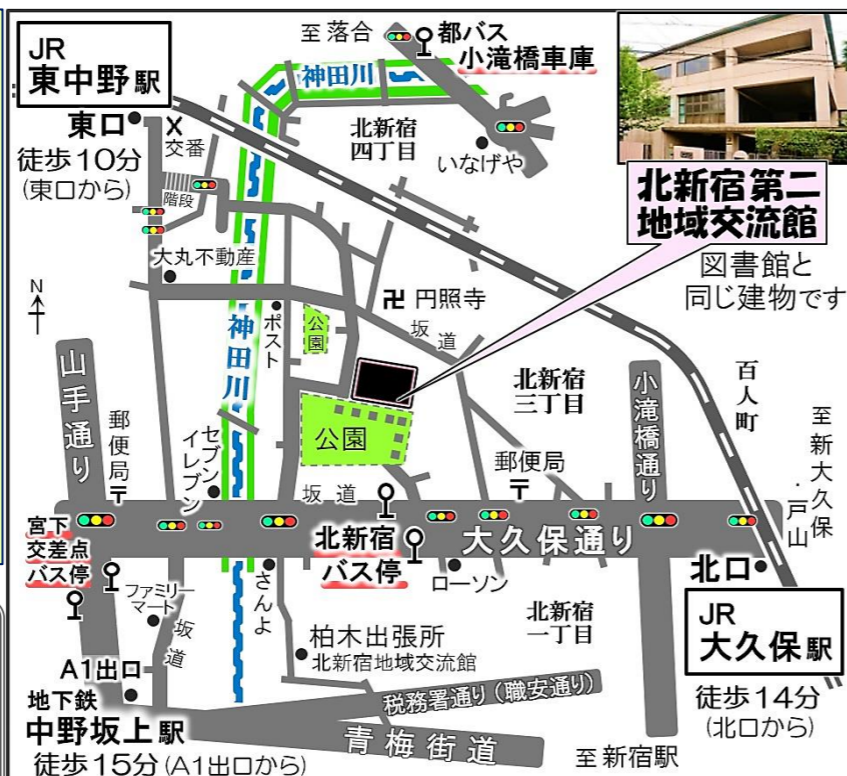 JR
東中野駅
東口
徒歩10分
(東口から)
X
交番
階段
至落合
都バス
小滝橋車庫
神田川
北新宿
四丁目
いなげや
北新宿第二
地域交流館
図書館と
同じ建物です
大丸不動産
N
卍 円照寺
坂道
公園
ポスト
神田川
山手通り
郵便局
〒
セブン
イレブン
公園
北新宿
三丁目
小滝橋通り
百人町
至新大久保
・戸山
郵便局
〒
坂道
宮下
交差点
バス停
北新宿
バス停
大久保通り
ローソン
北口
JR
大久保駅
徒歩14分
(北口から)
さんよ
ファミリー
マート
坂道
北新宿
一丁目
柏木出張所
北新宿地域交流館
A1出口
地下鉄
中野坂上駅
徒歩15分(A1出口から)
税務署通り(職安通り)
青梅街道
至新宿駅